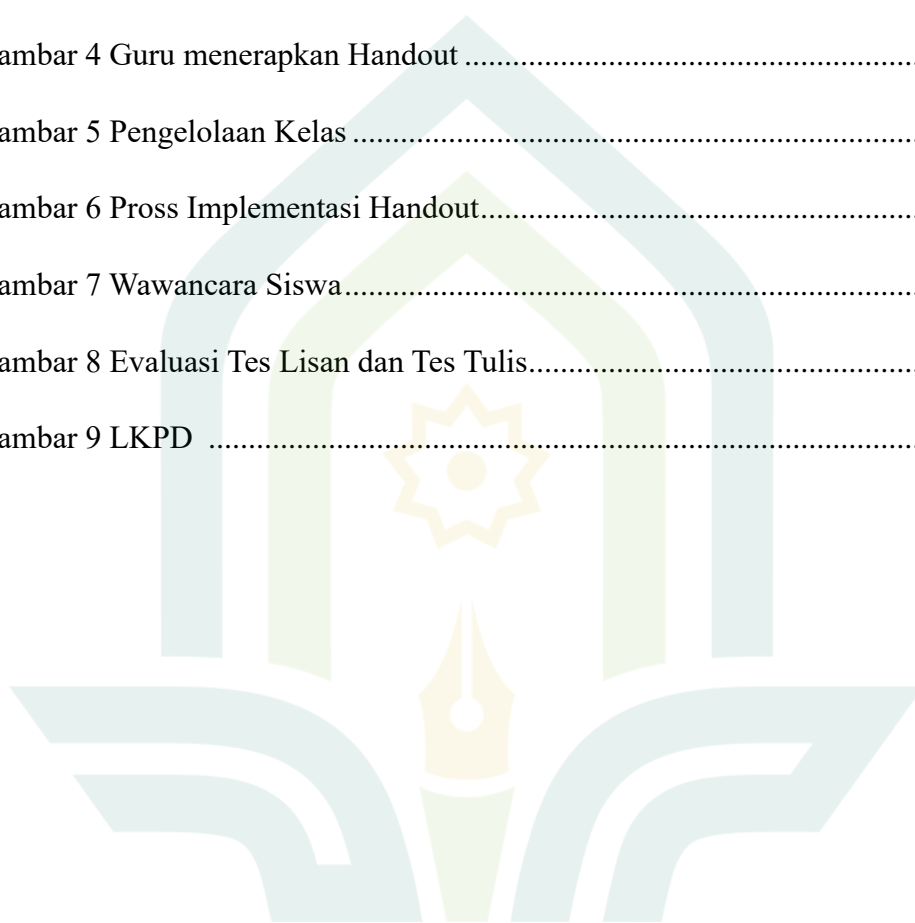 ambar 4 Guru menerapkan Handout ........................................................
ambar 5 Pengelolaan Kelas ......................................................................
ambar 6 Pross Implementasi Handout......................................................
ambar 7 Wawancara Siswa.......................................................................
ambar 8 Evaluasi Tes Lisan dan Tes Tulis................................................
ambar 9 LKPD ........................................................................................